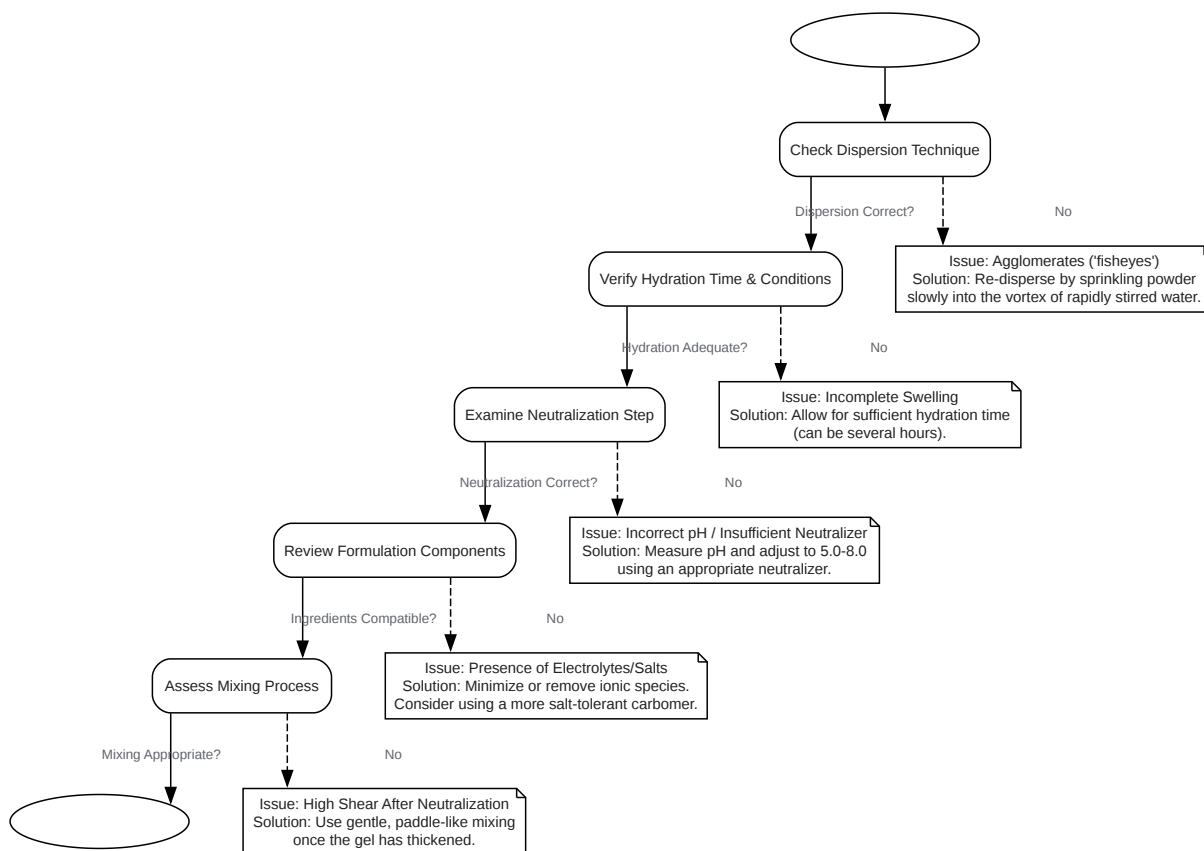 Check Dispersion Technique
Dispersion Correct?
No
Issue: Agglomerates ('fisheyes')
Solution: Re-disperse by sprinkling powder
slowly into the vortex of rapidly stirred water.
Verify Hydration Time & Conditions
Hydration Adequate?
No
Issue: Incomplete Swelling
Solution: Allow for sufficient hydration time
(can be several hours).
Examine Neutralization Step
Neutralization Correct?
No
Issue: Incorrect pH / Insufficient Neutralizer
Solution: Measure pH and adjust to 5.0-8.0
using an appropriate neutralizer.
Review Formulation Components
Ingredients Compatible?
No
Issue: Presence of Electrolytes/Salts
Solution: Minimize or remove ionic species.
Consider using a more salt-tolerant carbomer.
Assess Mixing Process
Mixing Appropriate?
No
Issue: High Shear After Neutralization
Solution: Use gentle, paddle-like mixing
once the gel has thickened.